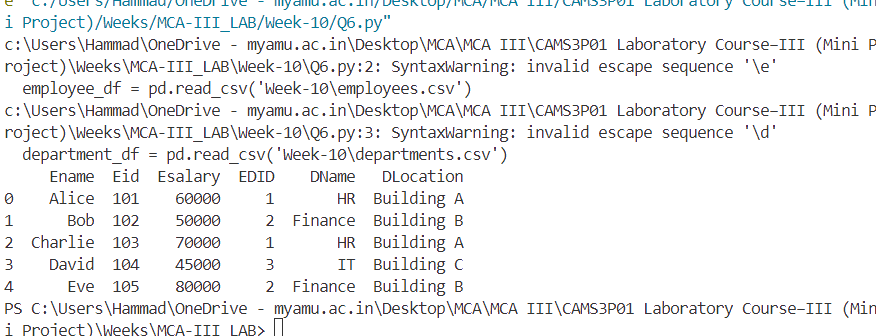 e "c:/Users/Hammad/OneDrive - myamu.ac.in/Desktop/MCA/MCA III/CAMS3P01 Laboratory Course–III (Mini
i Project)/Weeks/MCA-III_LAB/Week-10/Q6.py"
c:\Users\Hammad\OneDrive - myamu.ac.in\Desktop\MCA\MCA III\CAMS3P01 Laboratory Course–III (Mini P
roject)\Weeks\MCA-III_LAB\Week-10\Q6.py:2: SyntaxWarning: invalid escape sequence '\e'
  employee_df = pd.read_csv('Week-10\employees.csv')
c:\Users\Hammad\OneDrive - myamu.ac.in\Desktop\MCA\MCA III\CAMS3P01 Laboratory Course–III (Mini P
roject)\Weeks\MCA-III_LAB\Week-10\Q6.py:3: SyntaxWarning: invalid escape sequence '\d'
  department_df = pd.read_csv('Week-10\departments.csv')
     Ename  Eid  Esalary  EDID    DName   DLocation
0    Alice  101    60000     1       HR  Building A
1      Bob  102    50000     2  Finance  Building B
2  Charlie  103    70000     1       HR  Building A
3    David  104    45000     3       IT  Building C
4      Eve  105    80000     2  Finance  Building B
PS C:\Users\Hammad\OneDrive - myamu.ac.in\Desktop\MCA\MCA III\CAMS3P01 Laboratory Course–III (Min
i Project)\Weeks\MCA-III_LAB>